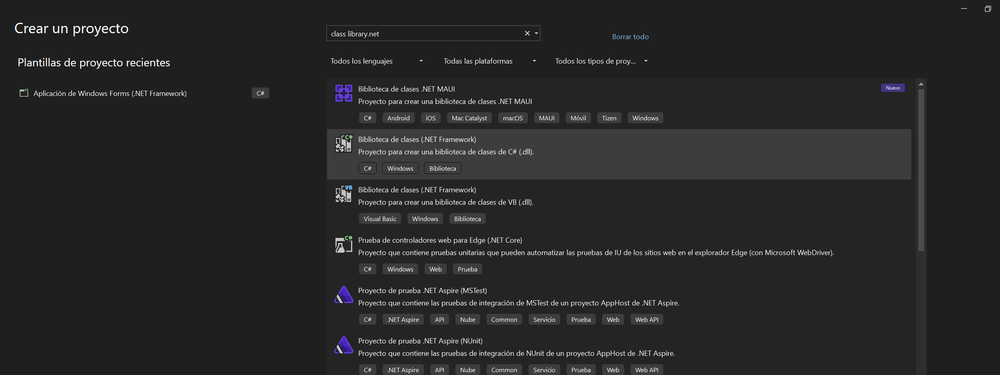 Crear un proyecto
Plantillas de proyecto recientes
Aplicación de Windows Forms (.NET Framework) C#
class library.net
Borrar todo
Todos los lenguajes Todas las plataformas Todos los tipos de proy...
Biblioteca de clases .NET MAUI Nuevo
Proyecto para crear una biblioteca de clases .NET MAUI
C# Android iOS Mac Catalyst macOS MAUI Móvil Tizen Windows
C#
Biblioteca de clases (.NET Framework)
Proyecto para crear una biblioteca de clases de C# (.dll).
C# Windows Biblioteca
VB
Biblioteca de clases (.NET Framework)
Proyecto para crear una biblioteca de clases de VB (.dll).
Visual Basic Windows Biblioteca
C#
Prueba de controladores web para Edge (.NET Core)
Proyecto que contiene pruebas unitarias que pueden automatizar las pruebas de IU de los sitios web en el explorador Edge (con Microsoft WebDriver).
C# Windows Web Prueba
Proyecto de prueba .NET Aspire (MSTest)
Proyecto que contiene las pruebas de integración de MSTest de un proyecto AppHost de .NET Aspire.
C# .NET Aspire API Nube Common Servicio Prueba Web Web API
Proyecto de prueba .NET Aspire (NUnit)
Proyecto que contiene las pruebas de integración de NUnit de un proyecto AppHost de .NET Aspire.
C# .NET Aspire API Nube Common Servicio Prueba Web Web API